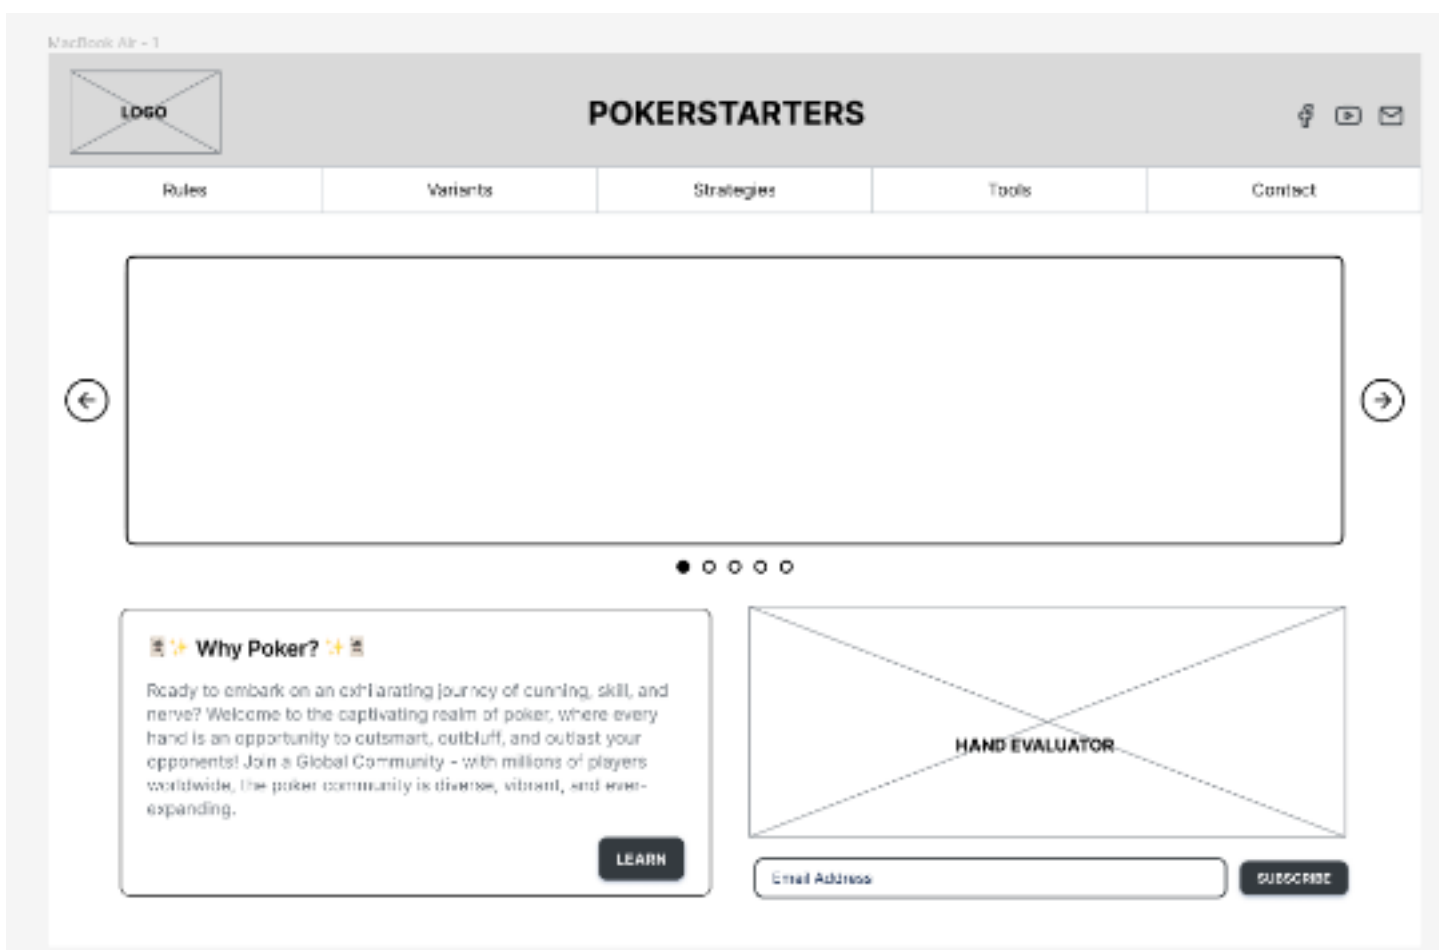 MacBook Air - 1
LOGO
POKERSTARTERS
Rules
Variants
Strategies
Tools
Contact
🃏✨ Why Poker? ✨🃏
Ready to embark on an exhilarating journey of cunning, skill, and
nerve? Welcome to the captivating realm of poker, where every
hand is an opportunity to outsmart, outbluff, and outlast your
opponents! Join a Global Community - with millions of players
worldwide, the poker community is diverse, vibrant, and ever-
expanding.
LEARN
HAND EVALUATOR
Email Address
SUBSCRIBE